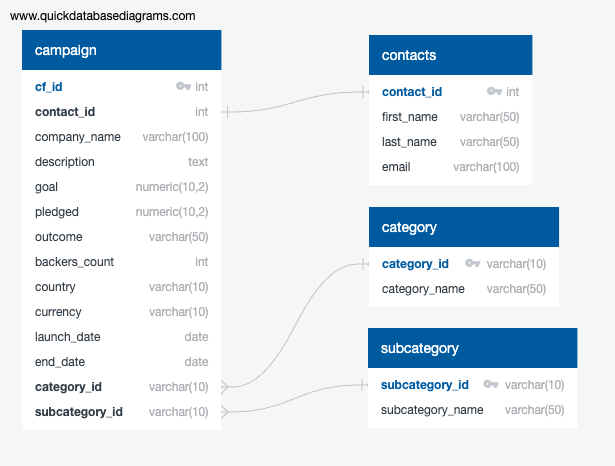 www.quickdatabasediagrams.com
campaign
cf_id int
contact_id int
company_name varchar(100)
description text
goal numeric(10,2)
pledged numeric(10,2)
outcome varchar(50)
backers_count int
country varchar(10)
currency varchar(10)
launch_date date
end_date date
category_id varchar(10)
subcategory_id varchar(10)
contacts
contact_id int
first_name varchar(50)
last_name varchar(50)
email varchar(100)
category
category_id varchar(10)
category_name varchar(50)
subcategory
subcategory_id varchar(10)
subcategory_name varchar(50)